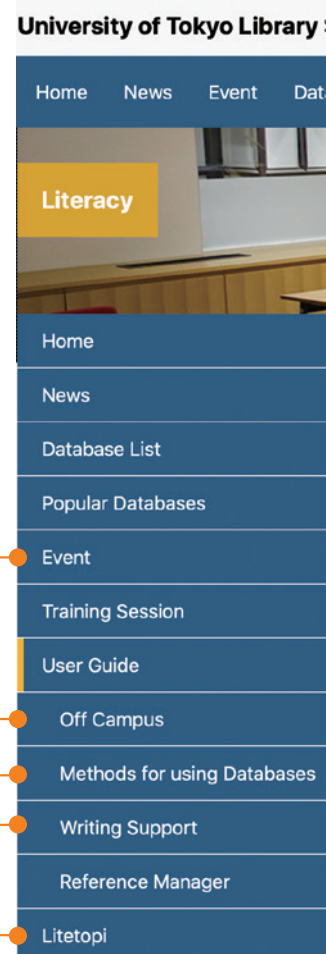 University of Tokyo Library
Home News Event
Literacy
Home
News
Database List
Popular Databases
Event
Training Session
User Guide
Off Campus
Methods for using Databases
Writing Support
Reference Manager
Litetopi